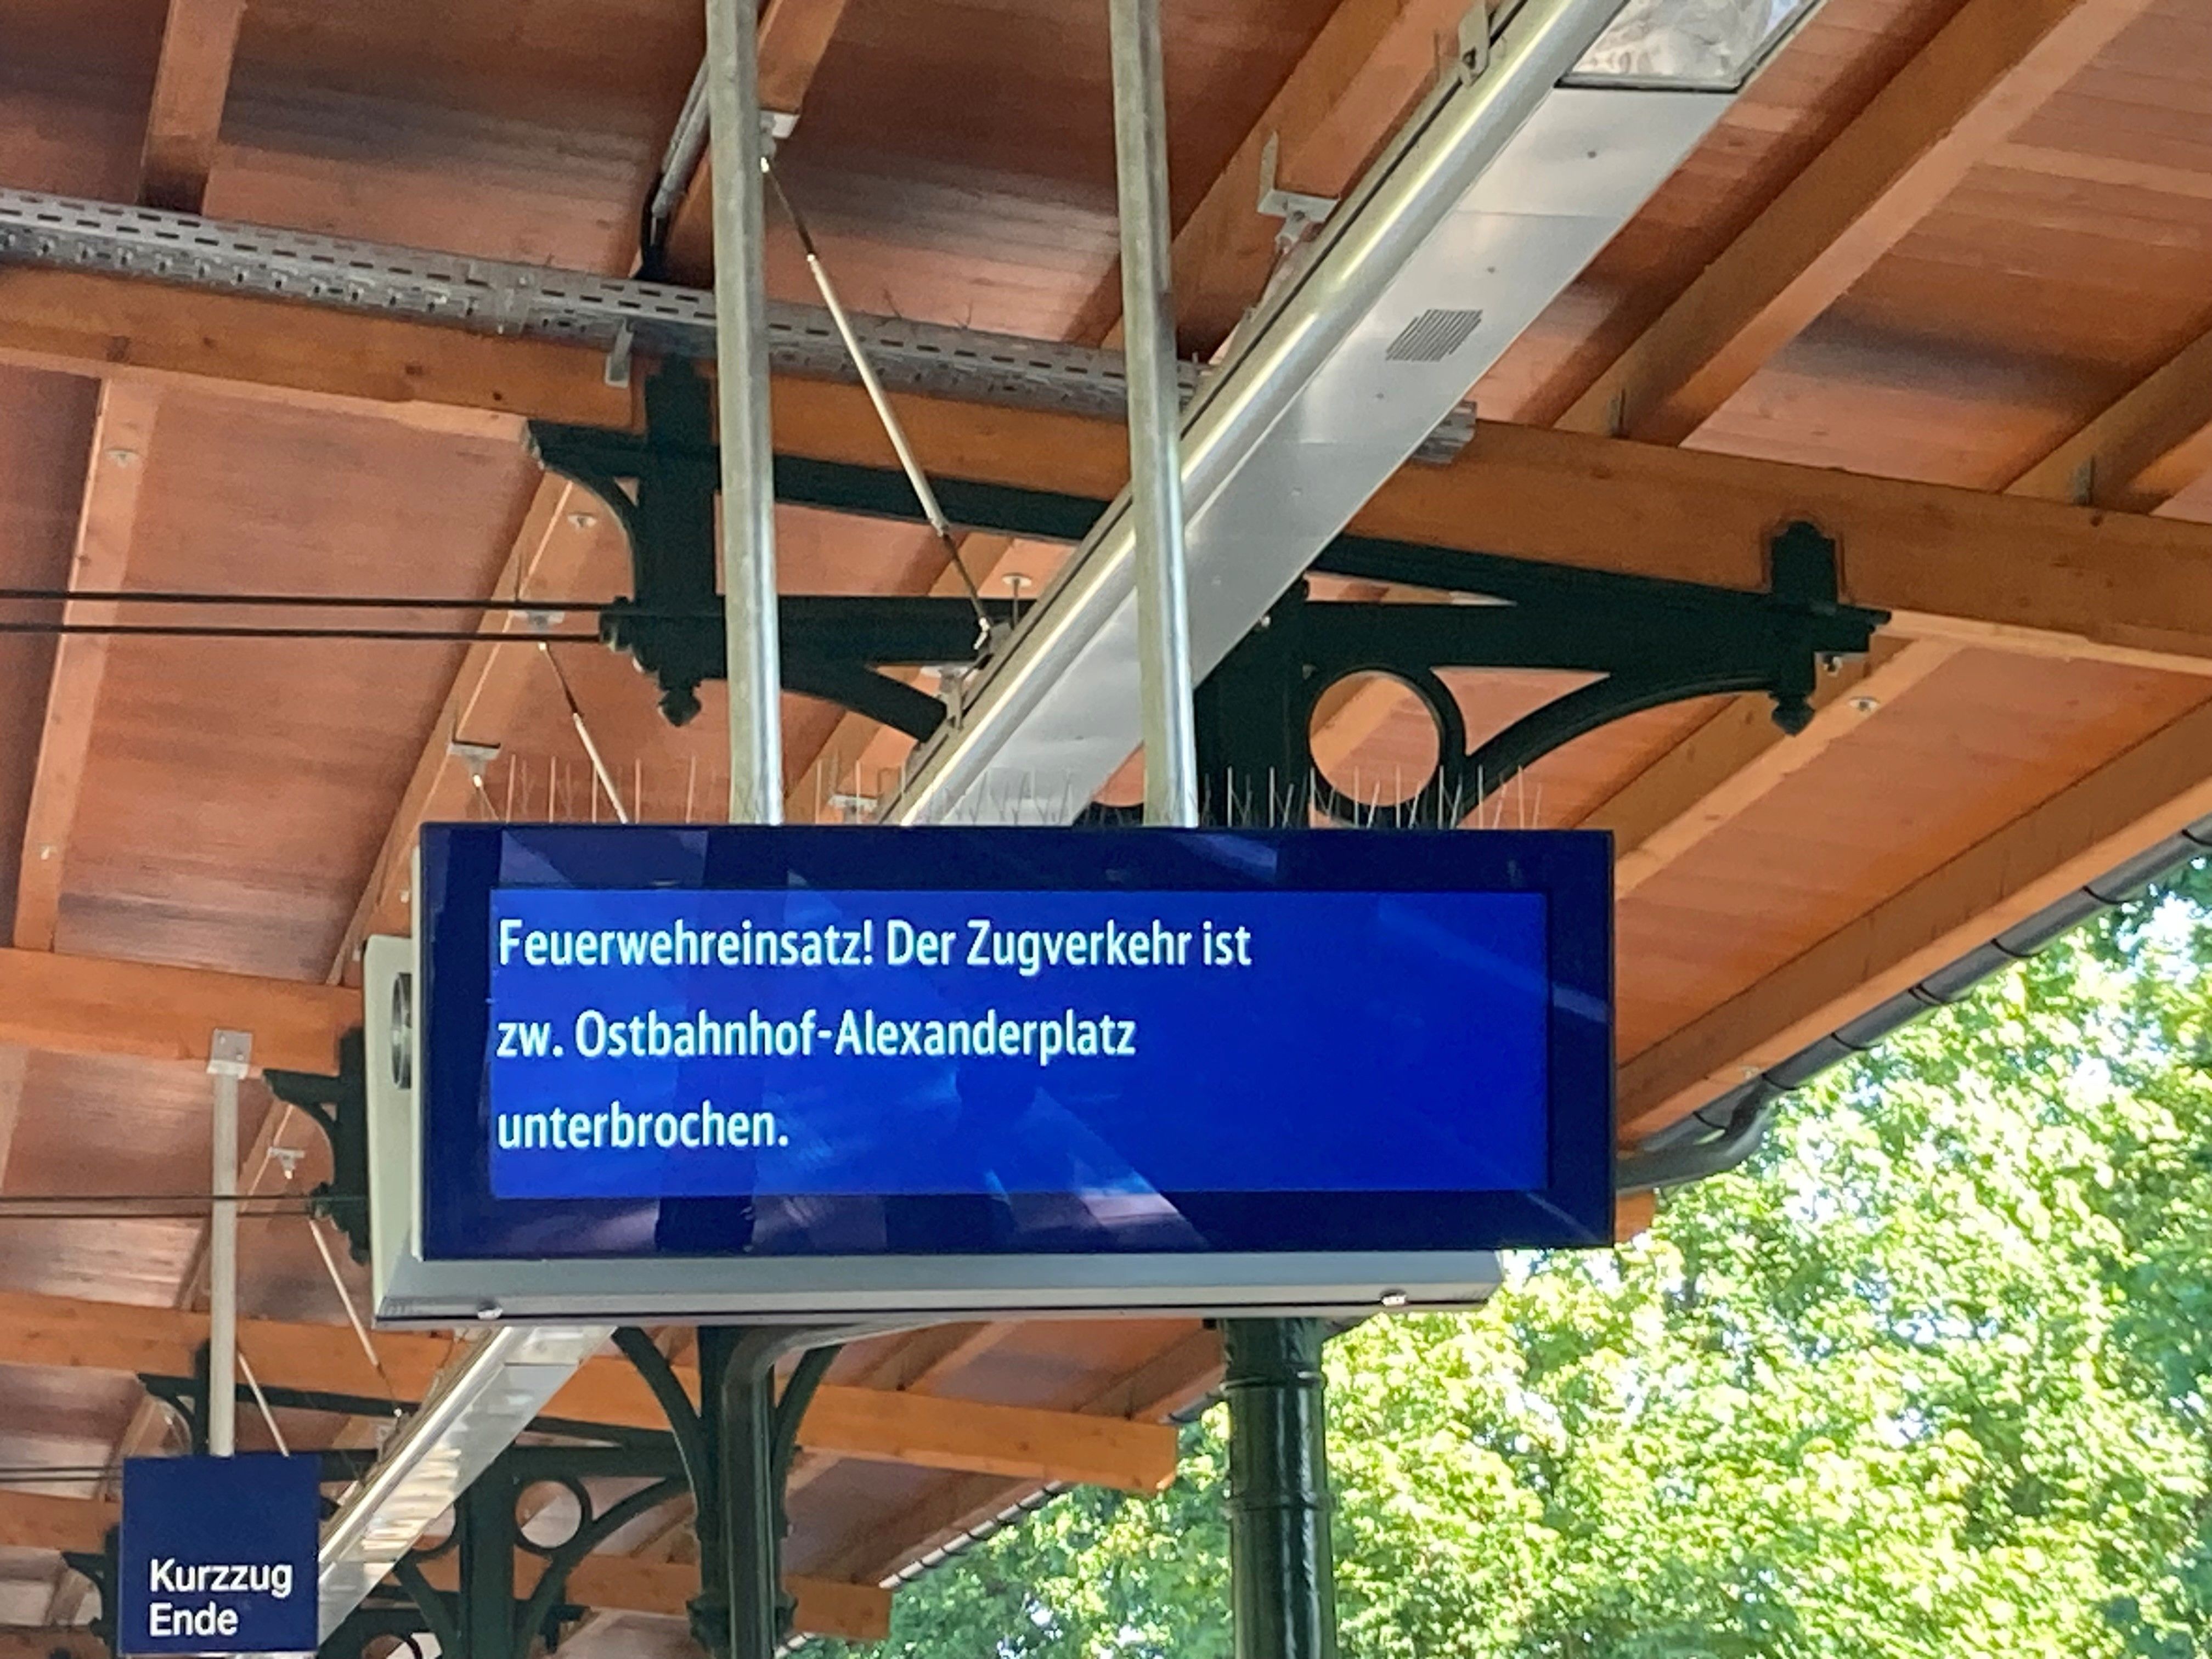 Feuerwehreinsatz! Der Zugverkehr ist
zw. Ostbahnhof-Alexanderplatz
unterbrochen.
Kurzzug
Ende